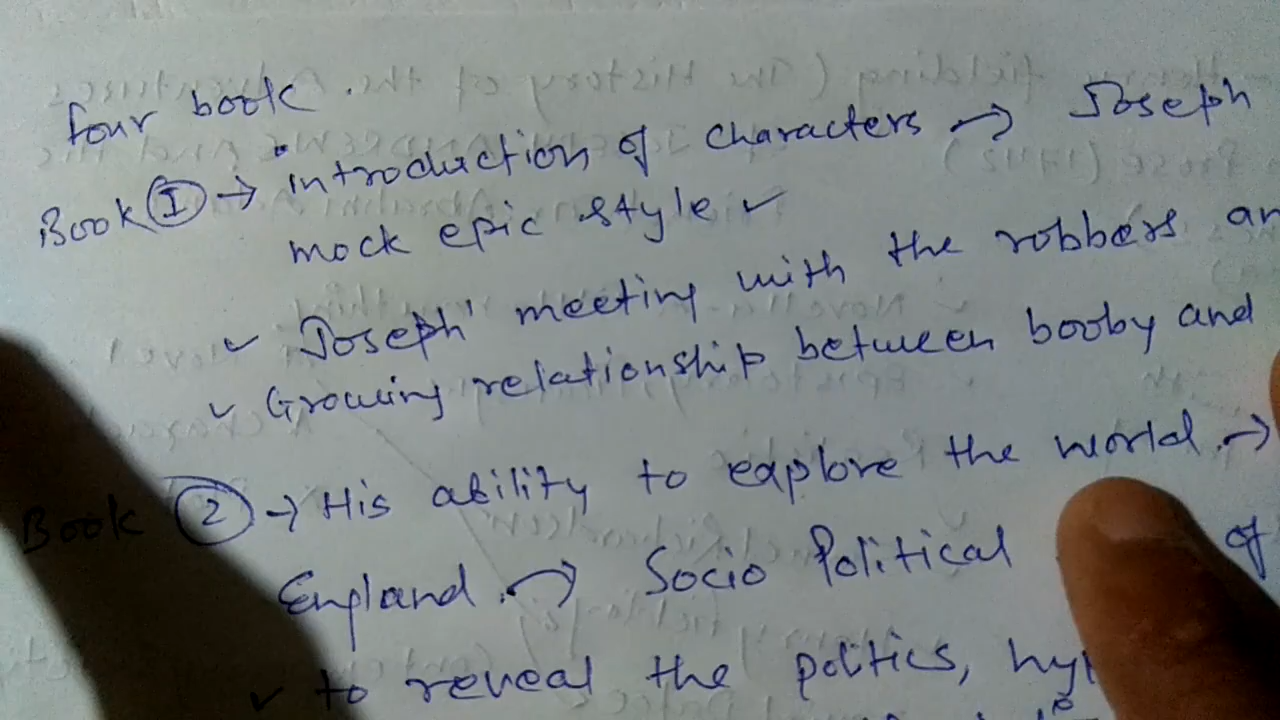 four book.
Book I → introduction of characters → Joseph
mock epic style ✓
✓ Joseph' meeting with the robbers
✓ Growing relationship between booby and
Book 2 → His ability to explore the world. →
England. → Socio Political of
✓ to reveal the poltics,